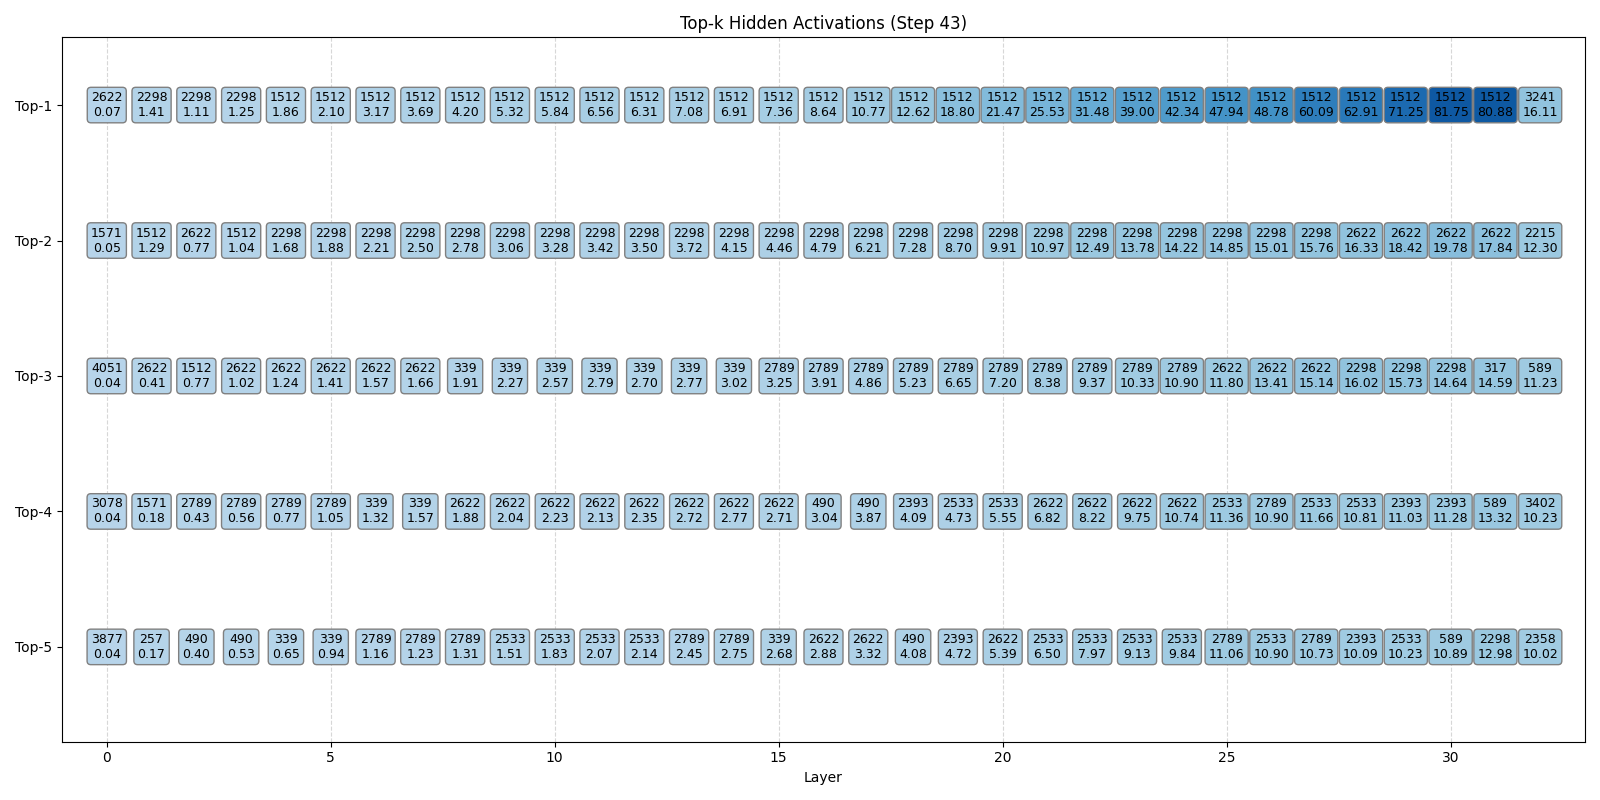 Top-k Hidden Activations (Step 43)
Top-1
2622 2298 2298 2298 1512 1512 1512 1512 1512 1512 1512 1512 1512 1512 1512 1512 1512 1512 1512 1512 1512 1512 1512 1512 1512 1512 1512 1512 1512 1512 1512 1512 3241
0.07 1.41 1.11 1.25 1.86 2.10 3.17 3.69 4.20 5.32 5.84 6.56 6.31 7.08 6.91 7.36 8.64 10.77 12.62 18.80 21.47 25.53 31.48 39.00 42.34 47.94 48.78 60.09 62.91 71.25 81.75 80.88 16.11
Top-2
1571 1512 2622 1512 2298 2298 2298 2298 2298 2298 2298 2298 2298 2298 2298 2298 2298 2298 2298 2298 2298 2298 2298 2298 2298 2298 2298 2298 2622 2622 2622 2622 2215
0.05 1.29 0.77 1.04 1.68 1.88 2.21 2.50 2.78 3.06 3.28 3.42 3.50 3.72 4.15 4.46 4.79 6.21 7.28 8.70 9.91 10.97 12.49 13.78 14.22 14.85 15.01 15.76 16.33 18.42 19.78 17.84 12.30
Top-3
4051 2622 1512 2622 2622 2622 2622 2622 339 339 339 339 339 339 339 2789 2789 2789 2789 2789 2789 2789 2789 2789 2789 2622 2622 2622 2298 2298 2298 317 589
0.04 0.41 0.77 1.02 1.24 1.41 1.57 1.66 1.91 2.27 2.57 2.79 2.70 2.77 3.02 3.25 3.91 4.86 5.23 6.65 7.20 8.38 9.37 10.33 10.90 11.80 13.41 15.14 16.02 15.73 14.64 14.59 11.23
Top-4
3078 1571 2789 2789 2789 2789 339 339 2622 2622 2622 2622 2622 2622 2622 2622 490 490 2393 2533 2533 2622 2622 2622 2622 2533 2789 2533 2533 2393 2393 589 3402
0.04 0.18 0.43 0.56 0.77 1.05 1.32 1.57 1.88 2.04 2.23 2.13 2.35 2.72 2.77 2.71 3.04 3.87 4.09 4.73 5.55 6.82 8.22 9.75 10.74 11.36 10.90 11.66 10.81 11.03 11.28 13.32 10.23
Top-5
3877 257 490 490 339 339 2789 2789 2789 2533 2533 2533 2533 2789 2789 339 2622 2622 490 2393 2622 2533 2533 2533 2533 2789 2533 2789 2393 2533 589 2298 2358
0.04 0.17 0.40 0.53 0.65 0.94 1.16 1.23 1.31 1.51 1.83 2.07 2.14 2.45 2.75 2.68 2.88 3.32 4.08 4.72 5.39 6.50 7.97 9.13 9.84 11.06 10.90 10.73 10.09 10.23 10.89 12.98 10.02
0 5 10 15 20 25 30
Layer